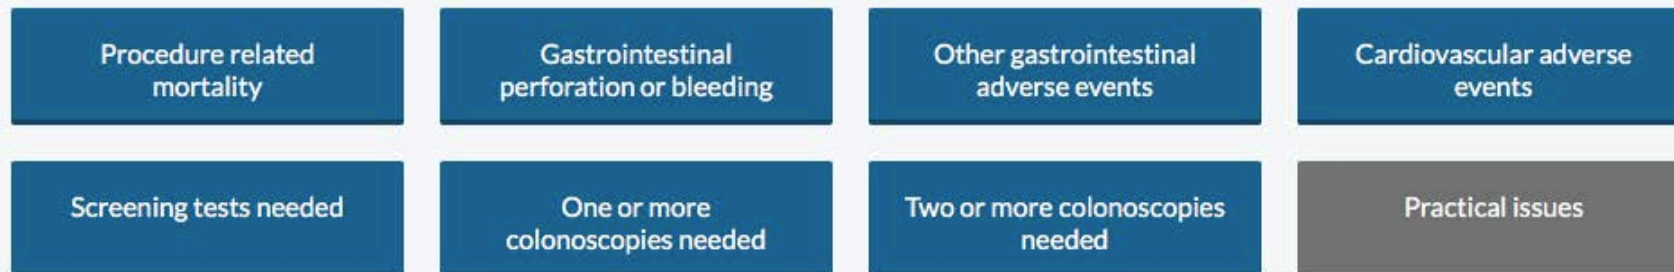 Procedure related
mortality
Gastrointestinal
perforation or bleeding
Other gastrointestinal
adverse events
Cardiovascular adverse
events
Screening tests needed
One or more
colonoscopies needed
Two or more colonoscopies
needed
Practical issues